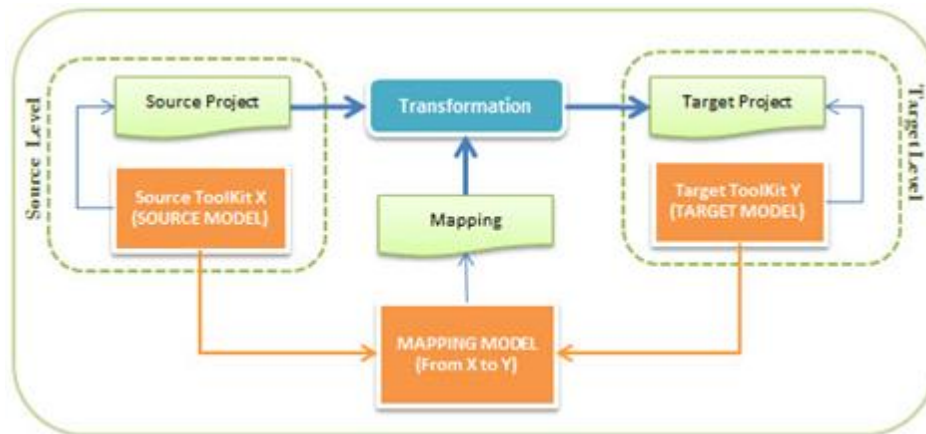 Source Level
Source Project
Transformation
Target Project
Target Level
Source ToolKit X
(SOURCE MODEL)
Mapping
Target ToolKit Y
(TARGET MODEL)
MAPPING MODEL
(From X to Y)